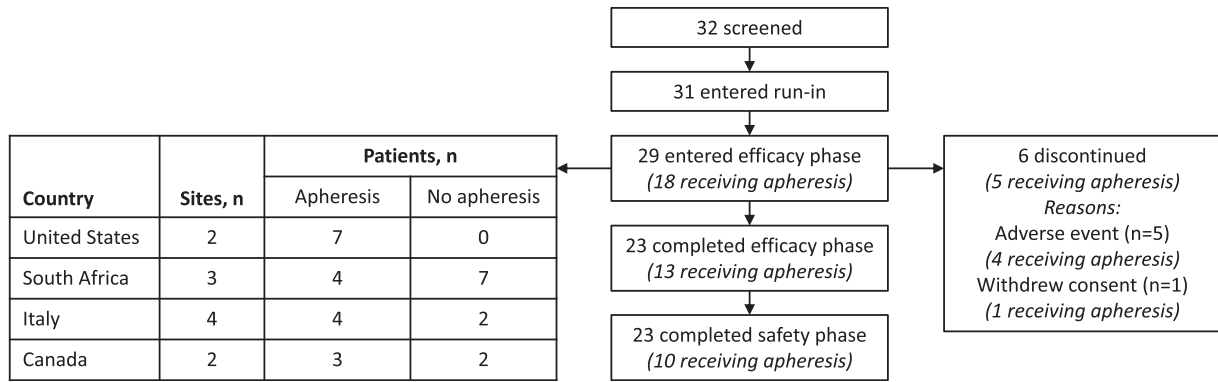 32 screened
31 entered run-in
29 entered efficacy phase
(18 receiving apheresis)
Patients, n
Country Sites, n Apheresis No apheresis
United States 2 7 0
South Africa 3 4 7
Italy 4 4 2
Canada 2 3 2
6 discontinued
(5 receiving apheresis)
Reasons:
Adverse event (n=5)
(4 receiving apheresis)
Withdrew consent (n=1)
(1 receiving apheresis)
23 completed efficacy phase
(13 receiving apheresis)
23 completed safety phase
(10 receiving apheresis)